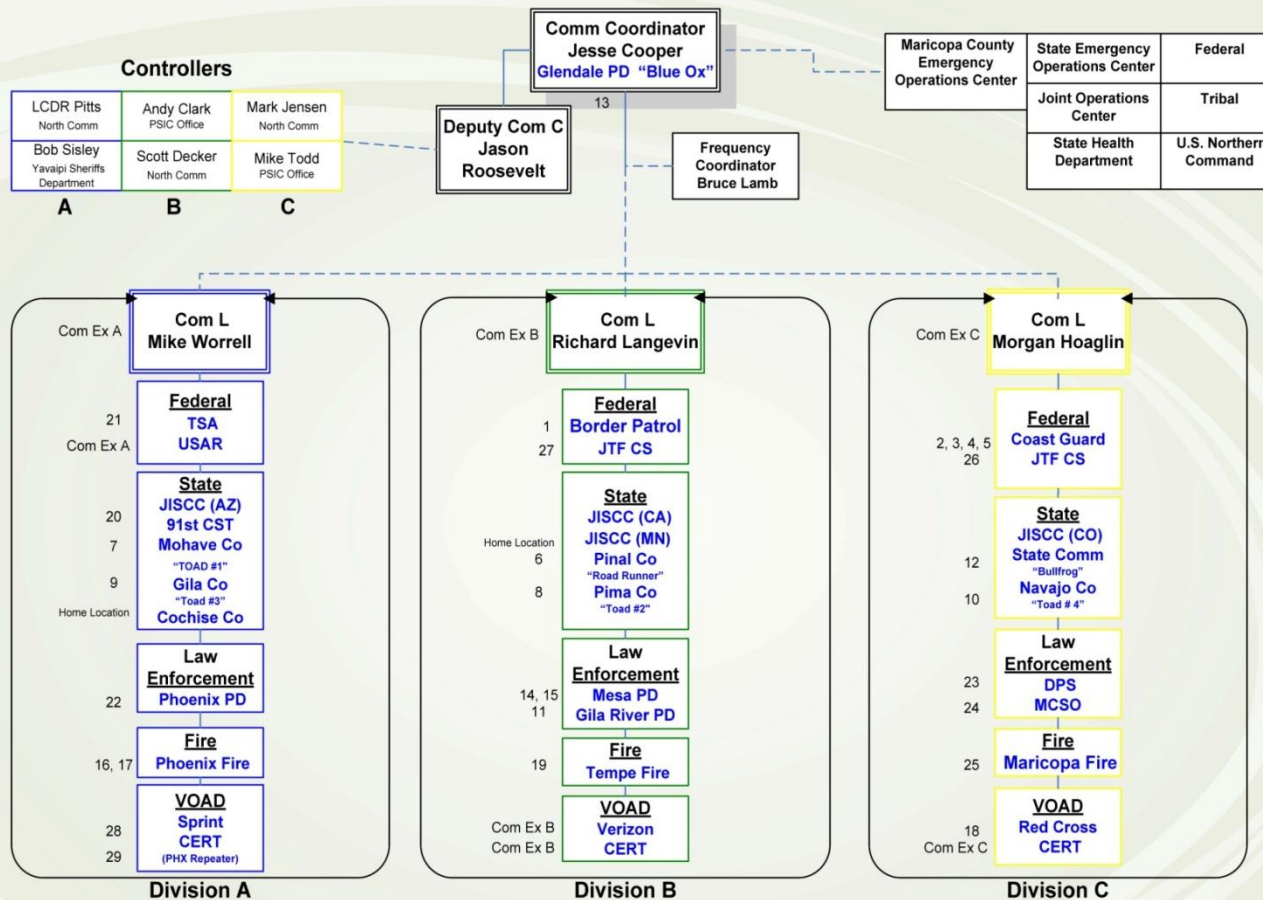 Comm Coordinator
Jesse Cooper
Glendale PD "Blue Ox"
13
Maricopa County
Emergency
Operations Center
State Emergency
Operations Center
Federal
Joint Operations
Center
Tribal
State Health
Department
U.S. Northern
Command
Controllers
LCDR Pitts
North Comm
Andy Clark
PSIC Office
Mark Jensen
North Comm
Bob Sisley
Yavaipi Sheriffs
Department
Scott Decker
North Comm
Mike Todd
PSIC Office
A
B
C
Deputy Com C
Jason
Roosevelt
Frequency
Coordinator
Bruce Lamb
Com Ex A
Com L
Mike Worrell
Federal
21
TSA
Com Ex A
USAR
State
20
JISCC (AZ)
91st CST
7
Mohave Co
"TOAD #1"
9
Gila Co
"Toad #3"
Home Location
Cochise Co
Law
Enforcement
22
Phoenix PD
Fire
16, 17
Phoenix Fire
VOAD
28
Sprint
CERT
29
(PHX Repeater)
Division A
Com Ex B
Com L
Richard Langevin
Federal
1
Border Patrol
27
JTF CS
State
JISCC (CA)
Home Location
JISCC (MN)
6
Pinal Co
"Road Runner"
8
Pima Co
"Toad #2"
Law
Enforcement
14, 15
Mesa PD
11
Gila River PD
Fire
19
Tempe Fire
VOAD
Com Ex B
Verizon
Com Ex B
CERT
Division B
Com Ex C
Com L
Morgan Hoaglin
Federal
2, 3, 4, 5
Coast Guard
26
JTF CS
State
JISCC (CO)
12
State Comm
"Bullfrog"
10
Navajo Co
"Toad # 4"
Law
Enforcement
23
DPS
24
MCSO
Fire
25
Maricopa Fire
VOAD
18
Red Cross
Com Ex C
CERT
Division C